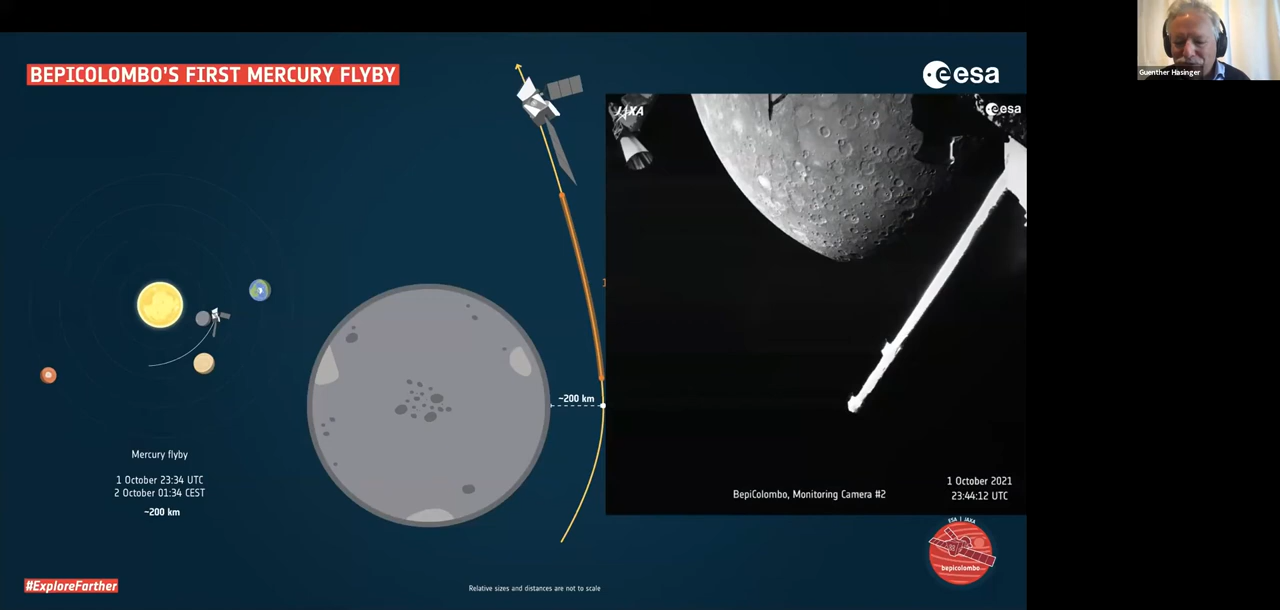 BEPICOLOMBO'S FIRST MERCURY FLYBY
esa
Guenther Hasinger
JAXA
esa
~200 km
Mercury flyby
1 October 23:34 UTC
2 October 01:34 CEST
~200 km
BepiColombo, Monitoring Camera #2
1 October 2021
23:44:12 UTC
ESA | JAXA
bepicolombo
#ExploreFarther
Relative sizes and distances are not to scale